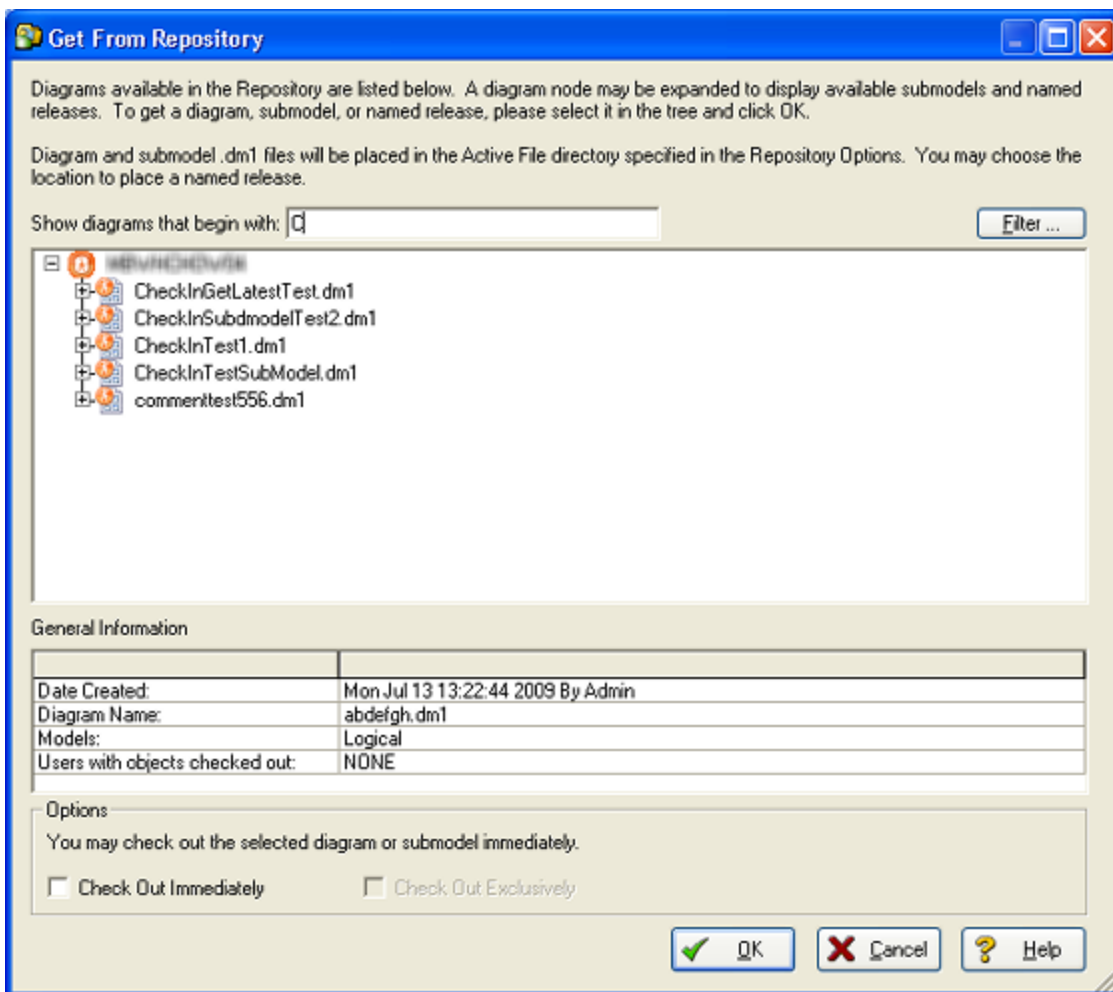 Get From Repository
Diagrams available in the Repository are listed below. A diagram node may be expanded to display available submodels and named
releases. To get a diagram, submodel, or named release, please select it in the tree and click OK.
Diagram and submodel .dm1 files will be placed in the Active File directory specified in the Repository Options. You may choose the
location to place a named release.
Show diagrams that begin with: C Filter ...
CheckInGetLatestTest.dm1
CheckInSubdmodelTest2.dm1
CheckInTest1.dm1
CheckInTestSubModel.dm1
commenttest556.dm1
General Information
Date Created: Mon Jul 13 13:22:44 2009 By Admin
Diagram Name: abdefgh.dm1
Models: Logical
Users with objects checked out: NONE
Options
You may check out the selected diagram or submodel immediately.
Check Out Immediately Check Out Exclusively
OK Cancel Help